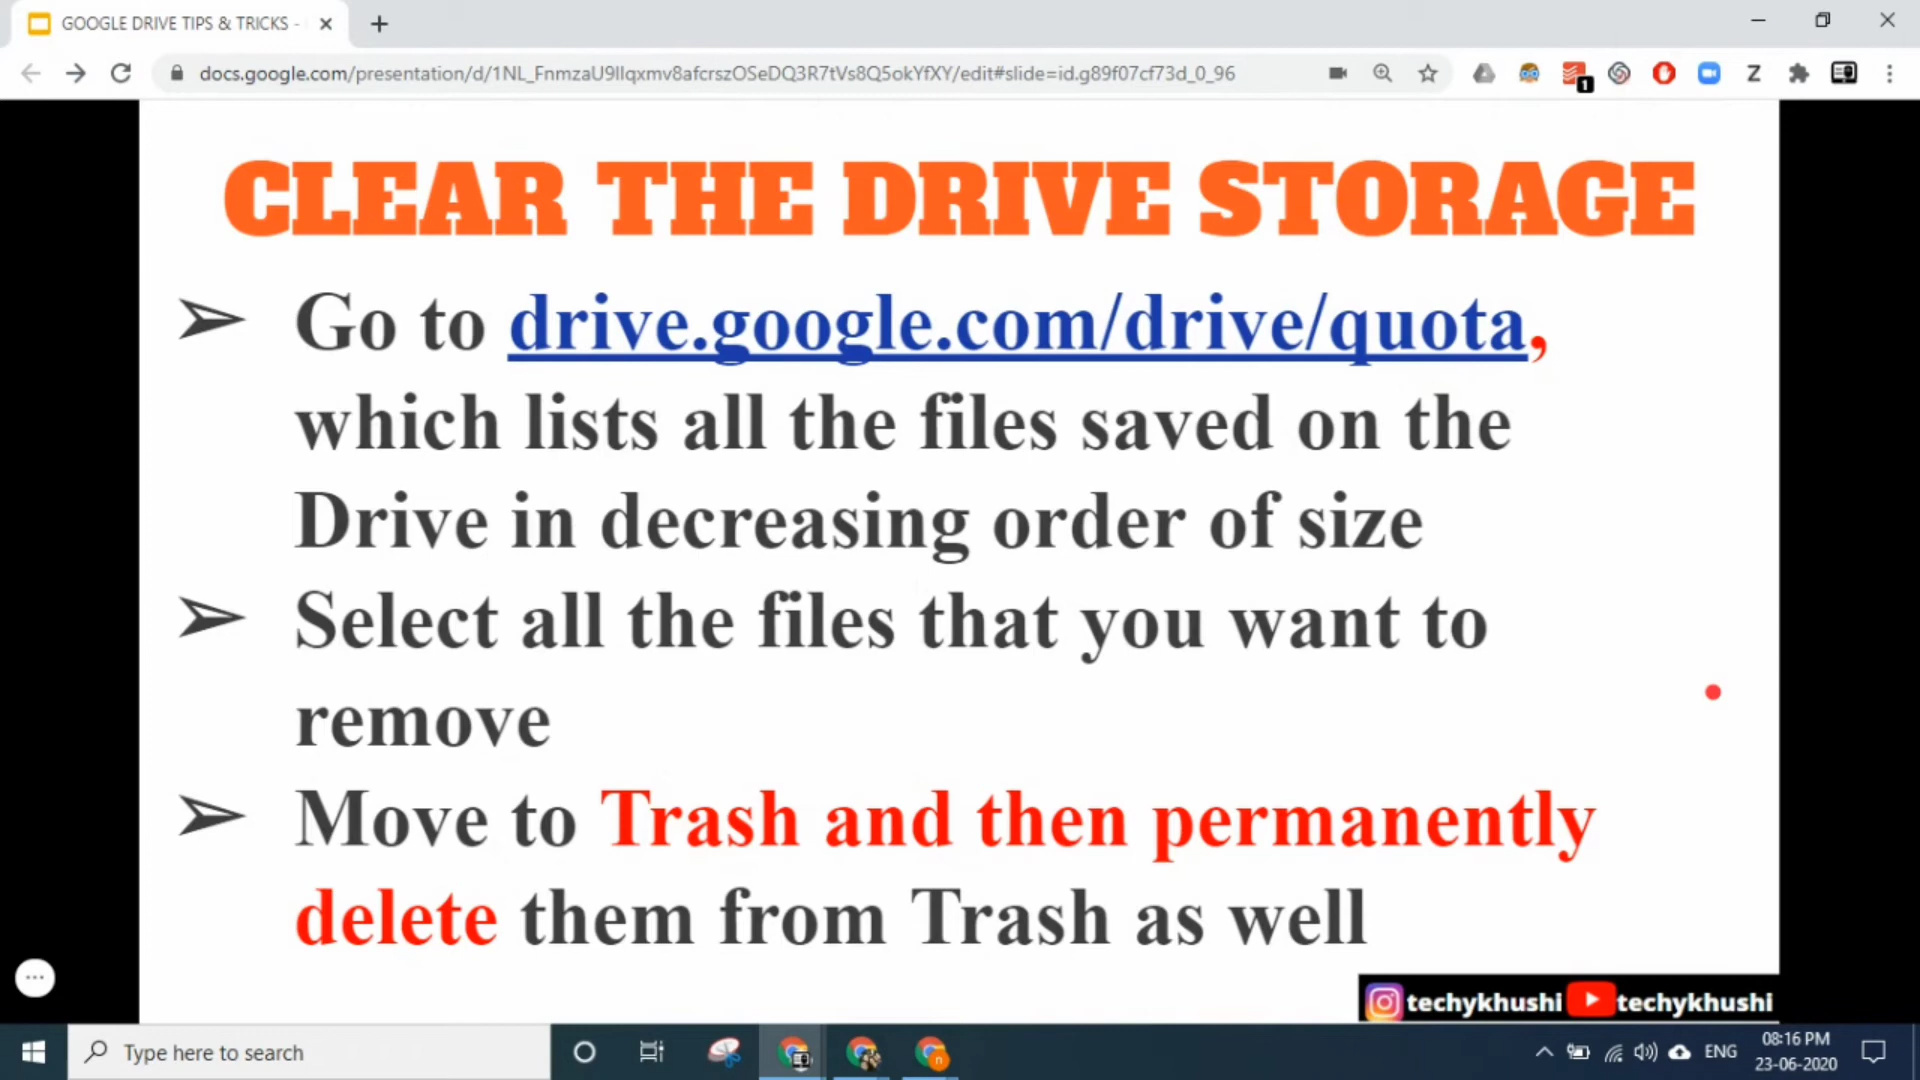 GOOGLE DRIVE TIPS & TRICKS -
docs.google.com/presentation/d/1NL_FnmzaU9llqxmv8afcrszOSeDQ3R7tVs8Q5okYfXY/edit#slide=id.g89f07cf73d_0_96
1
Z
CLEAR THE DRIVE STORAGE
➢ Go to drive.google.com/drive/quota,
which lists all the files saved on the
Drive in decreasing order of size
➢ Select all the files that you want to
remove
➢ Move to Trash and then permanently
delete them from Trash as well
techykhushi techykhushi
Type here to search
n
ENG
08:16 PM
23-06-2020